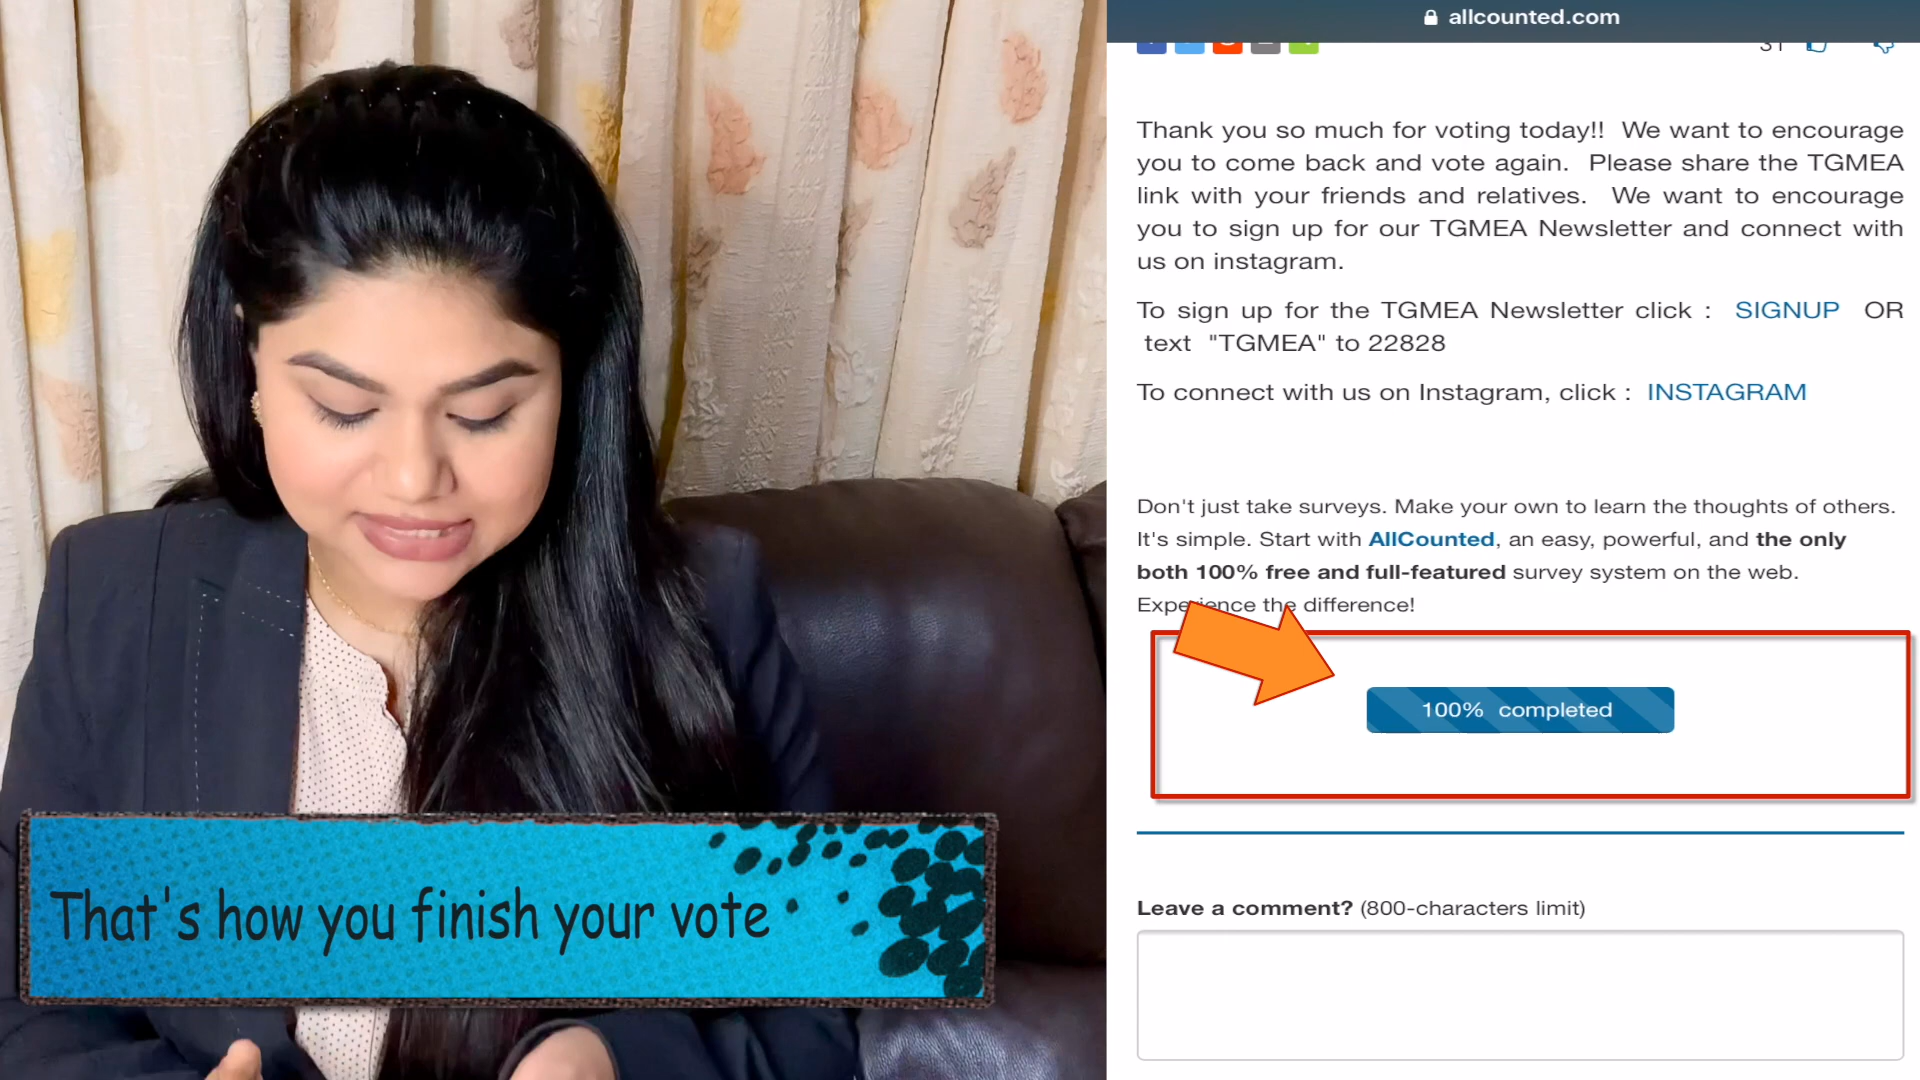 allcounted.com
Thank you so much for voting today!! We want to encourage
you to come back and vote again. Please share the TGMEA
link with your friends and relatives. We want to encourage
you to sign up for our TGMEA Newsletter and connect with
us on instagram.
To sign up for the TGMEA Newsletter click : SIGNUP OR
text "TGMEA" to 22828
To connect with us on Instagram, click : INSTAGRAM
Don't just take surveys. Make your own to learn the thoughts of others.
It's simple. Start with AllCounted, an easy, powerful, and the only
both 100% free and full-featured survey system on the web.
Experience the difference!
100% completed
Leave a comment? (800-characters limit)
That's how you finish your vote